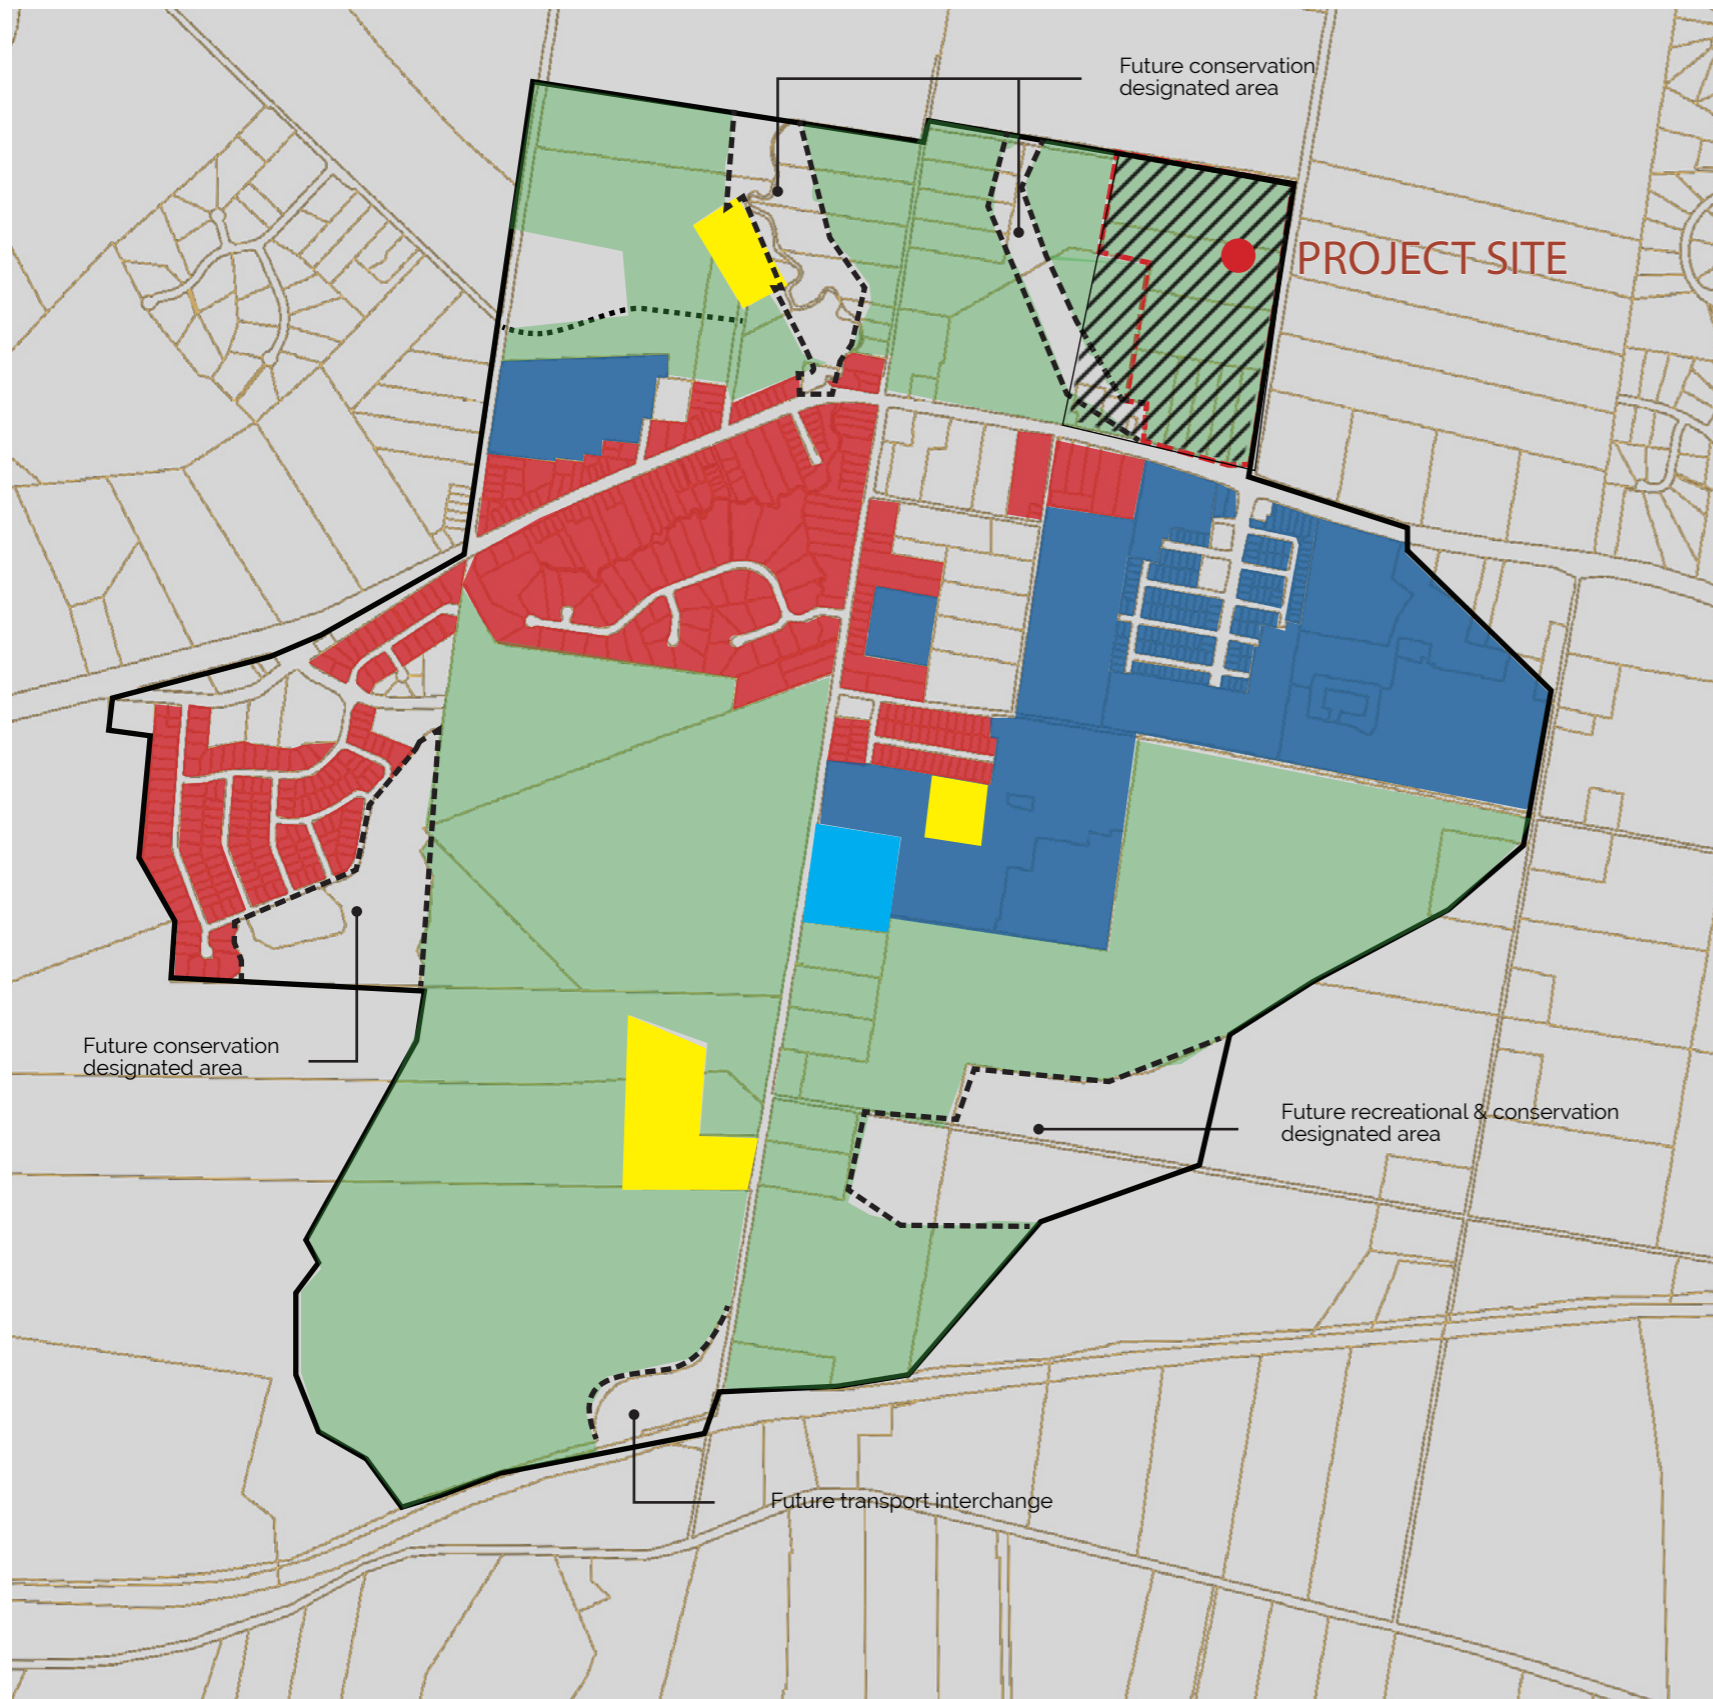 Future conservation
designated area
PROJECT SITE
Future conservation
designated area
Future recreational & conservation
designated area
Future transport interchange